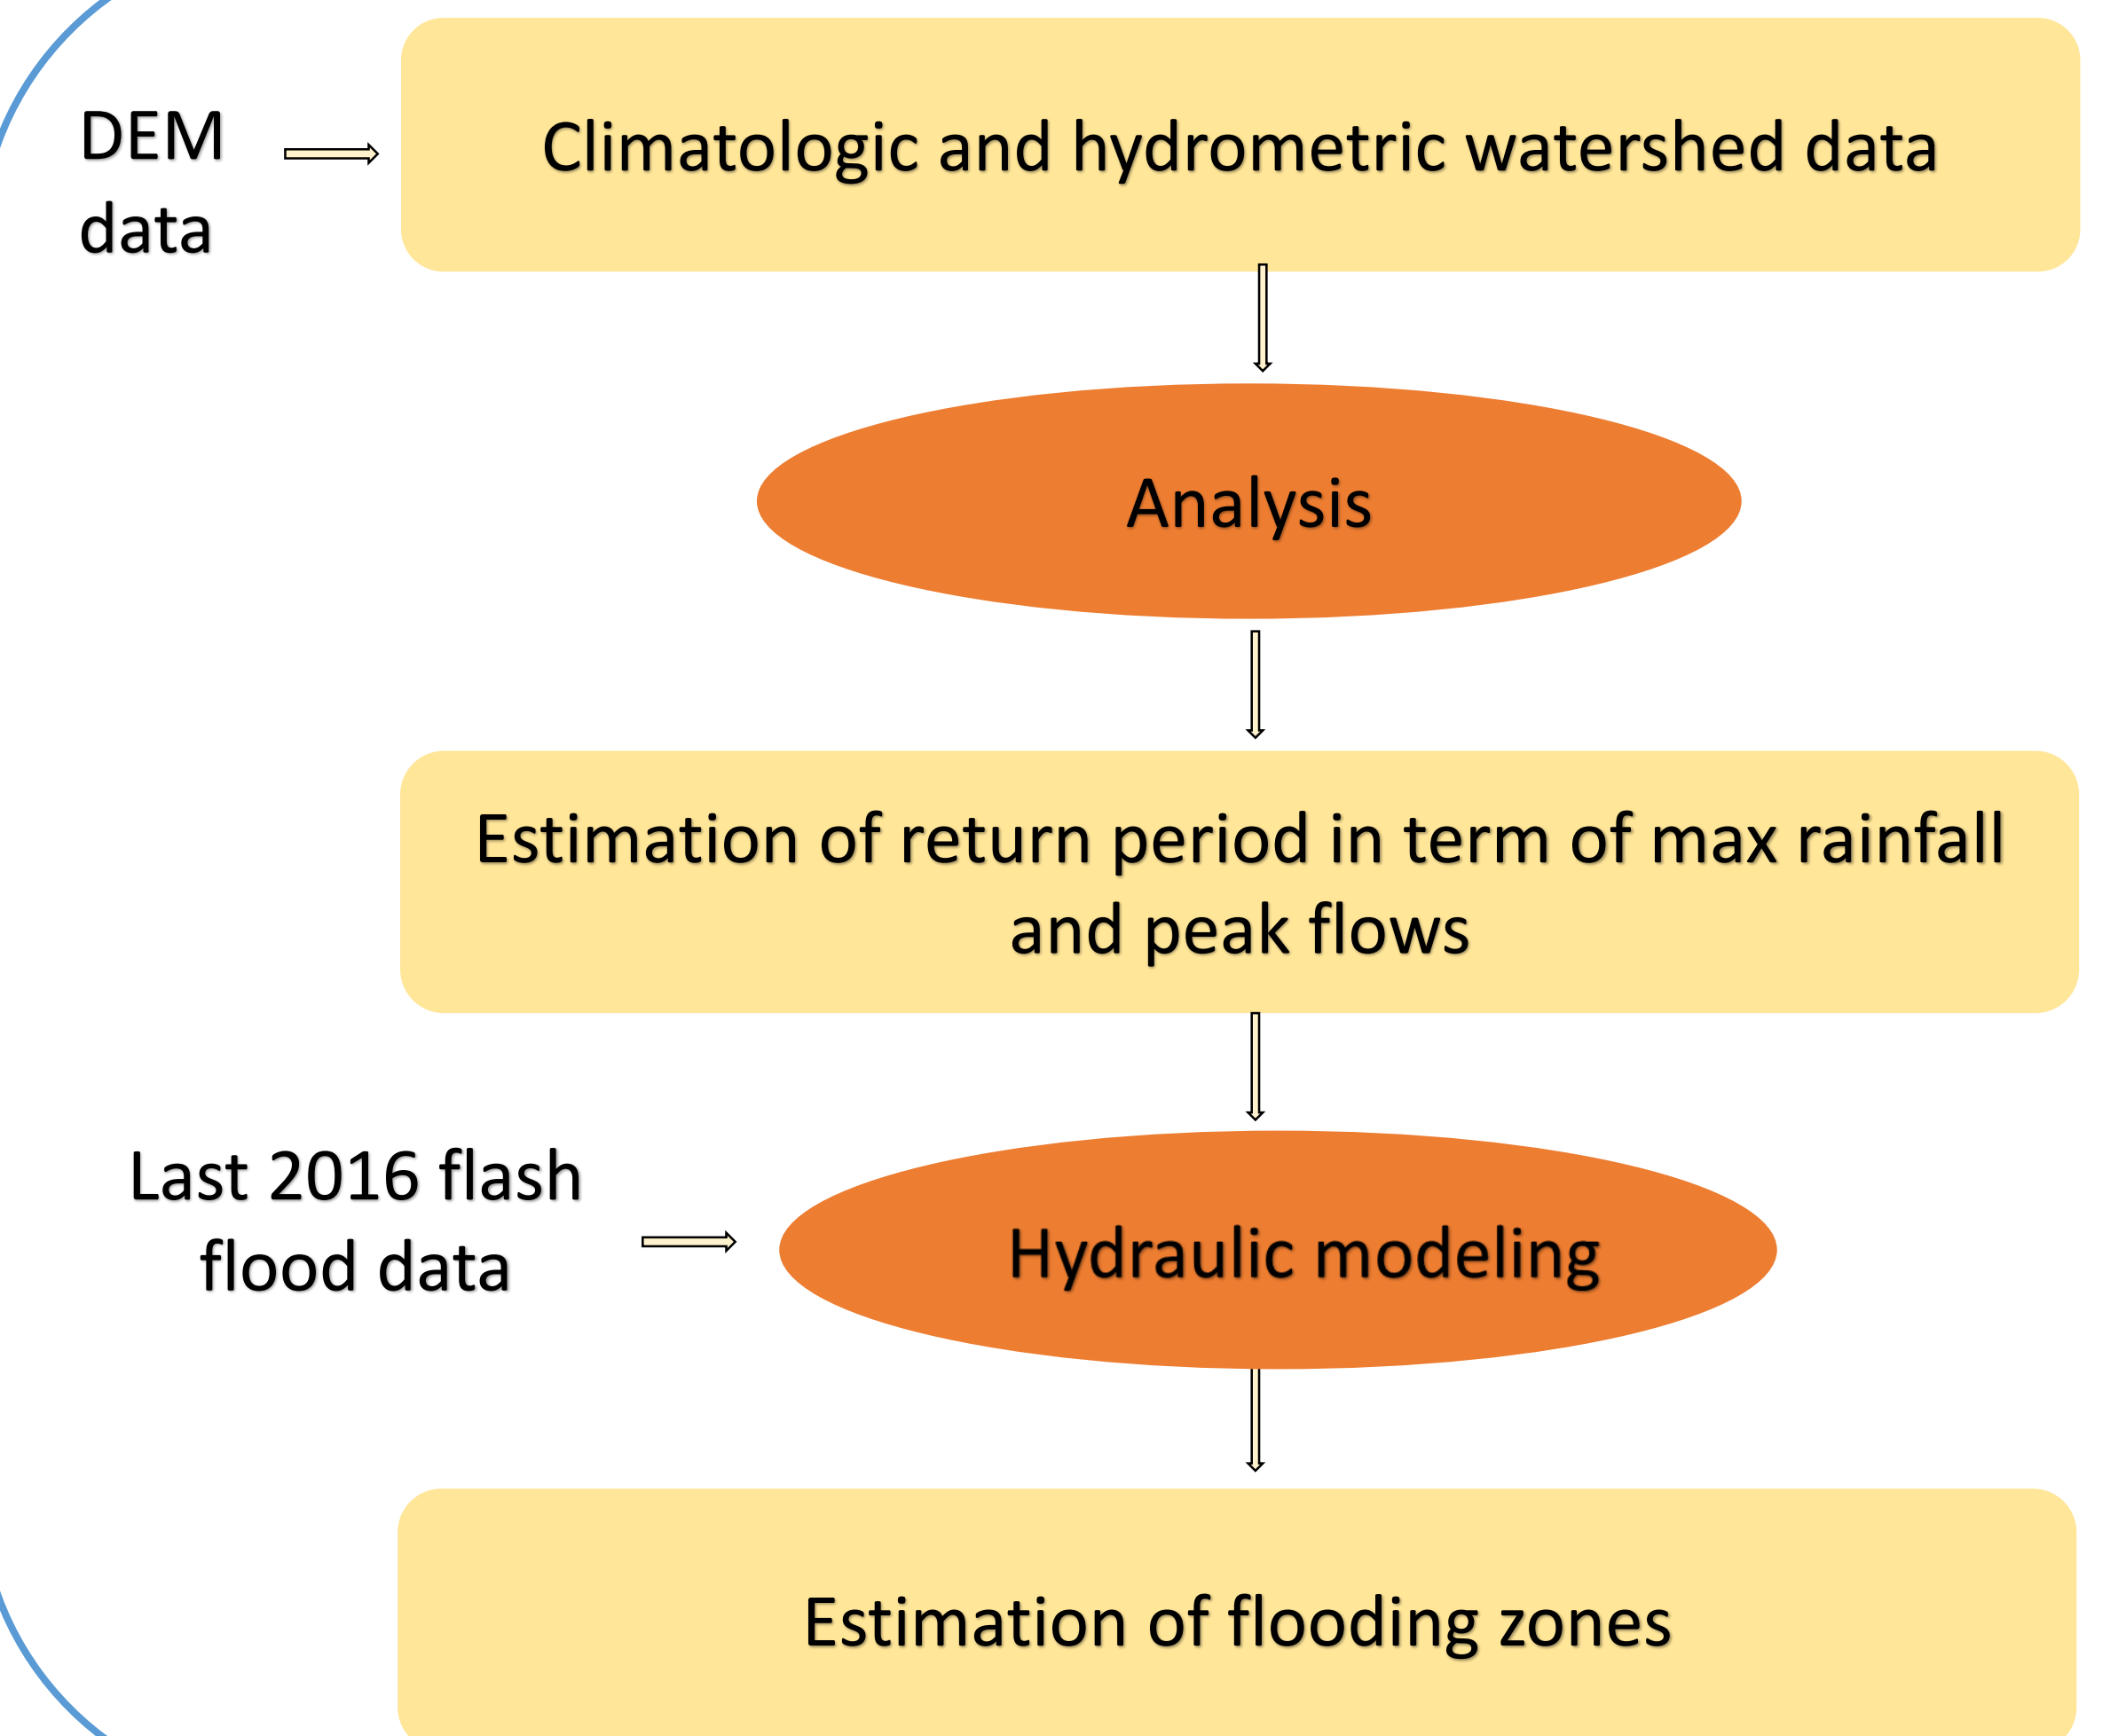 DEM
data
Climatologic and hydrometric watershed data
Analysis
Estimation of return period in term of max rainfall
and peak flows
Last 2016 flash
flood data
Hydraulic modeling
Estimation of flooding zones